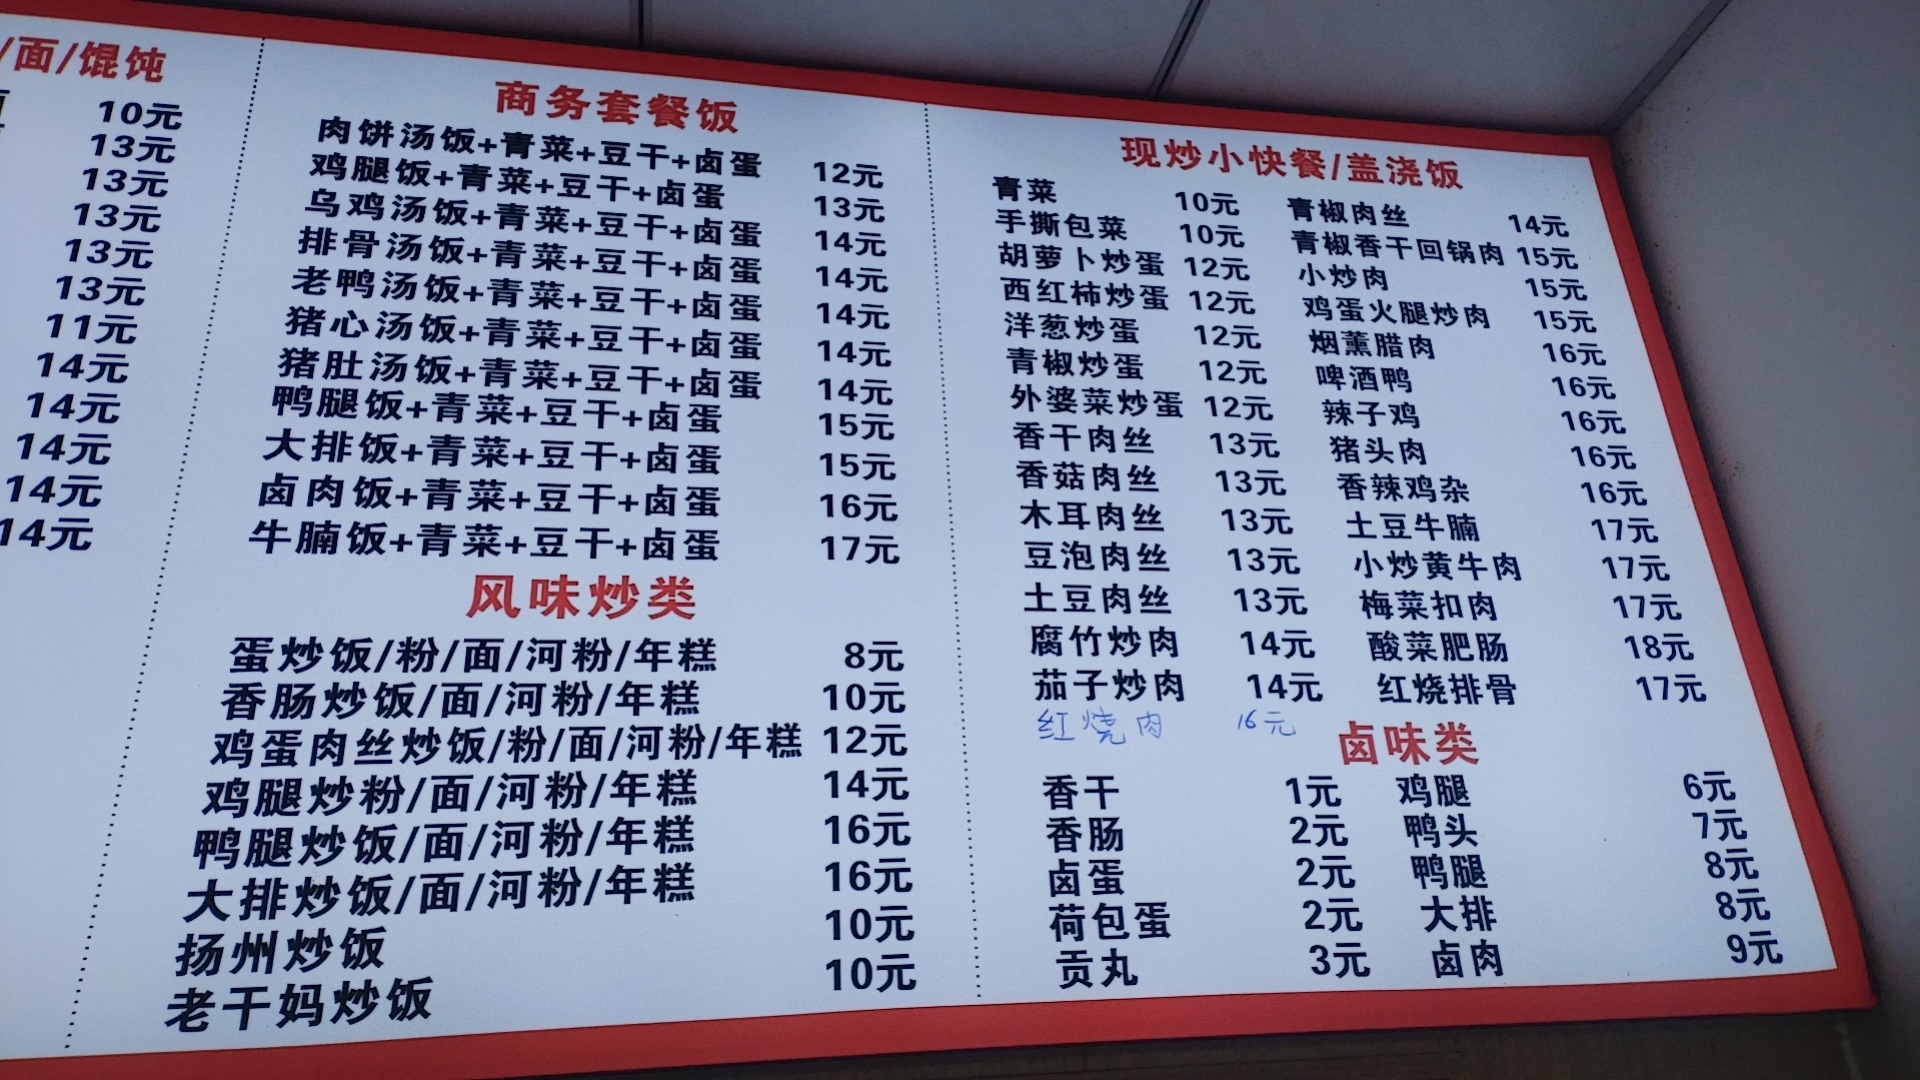 /面/馄饨
10元
13元
13元
13元
13元
13元
11元
14元
14元
14元
14元
14元
商务套餐饭
肉饼汤饭+青菜+豆干+卤蛋 12元
鸡腿饭+青菜+豆干+卤蛋 13元
乌鸡汤饭+青菜+豆干+卤蛋 14元
排骨汤饭+青菜+豆干+卤蛋 14元
老鸭汤饭+青菜+豆干+卤蛋 14元
猪心汤饭+青菜+豆干+卤蛋 14元
猪肚汤饭+青菜+豆干+卤蛋 14元
鸭腿饭+青菜+豆干+卤蛋 15元
大排饭+青菜+豆干+卤蛋 15元
卤肉饭+青菜+豆干+卤蛋 16元
牛腩饭+青菜+豆干+卤蛋 17元
风味炒类
蛋炒饭/粉/面/河粉/年糕 8元
香肠炒饭/面/河粉/年糕 10元
鸡蛋肉丝炒饭/粉/面/河粉/年糕 12元
鸡腿炒粉/面/河粉/年糕 14元
鸭腿炒饭/面/河粉/年糕 16元
大排炒饭/面/河粉/年糕 16元
扬州炒饭 10元
老干妈炒饭 10元
现炒小快餐/盖浇饭
青菜 10元 青椒肉丝 14元
手撕包菜 10元 青椒香干回锅肉 15元
胡萝卜炒蛋 12元 小炒肉 15元
西红柿炒蛋 12元 鸡蛋火腿炒肉 15元
洋葱炒蛋 12元 烟薰腊肉 16元
青椒炒蛋 12元 啤酒鸭 16元
外婆菜炒蛋 12元 辣子鸡 16元
香干肉丝 13元 猪头肉 16元
香菇肉丝 13元 香辣鸡杂 16元
木耳肉丝 13元 土豆牛腩 17元
豆泡肉丝 13元 小炒黄牛肉 17元
土豆肉丝 13元 梅菜扣肉 17元
腐竹炒肉 14元 酸菜肥肠 18元
茄子炒肉 14元 红烧排骨 17元
红烧肉 16元
卤味类
香干 1元 鸡腿 6元
香肠 2元 鸭头 7元
卤蛋 2元 鸭腿 8元
荷包蛋 2元 大排 8元
贡丸 3元 卤肉 9元